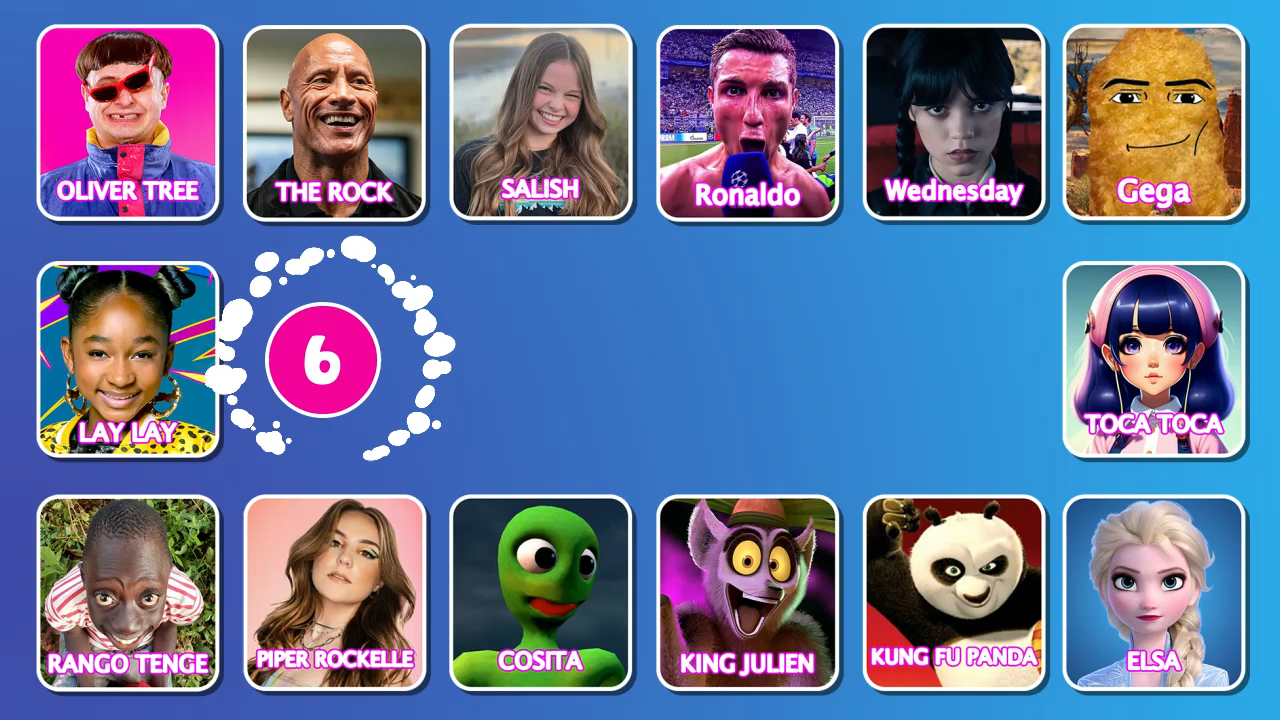 OLIVER TREE
THE ROCK
SALISH
Ronaldo
Wednesday
Gega
LAY LAY
6
TOCA TOCA
RANGO TENGE
PIPER ROCKELLE
COSITA
KING JULIEN
KUNG FU PANDA
ELSA